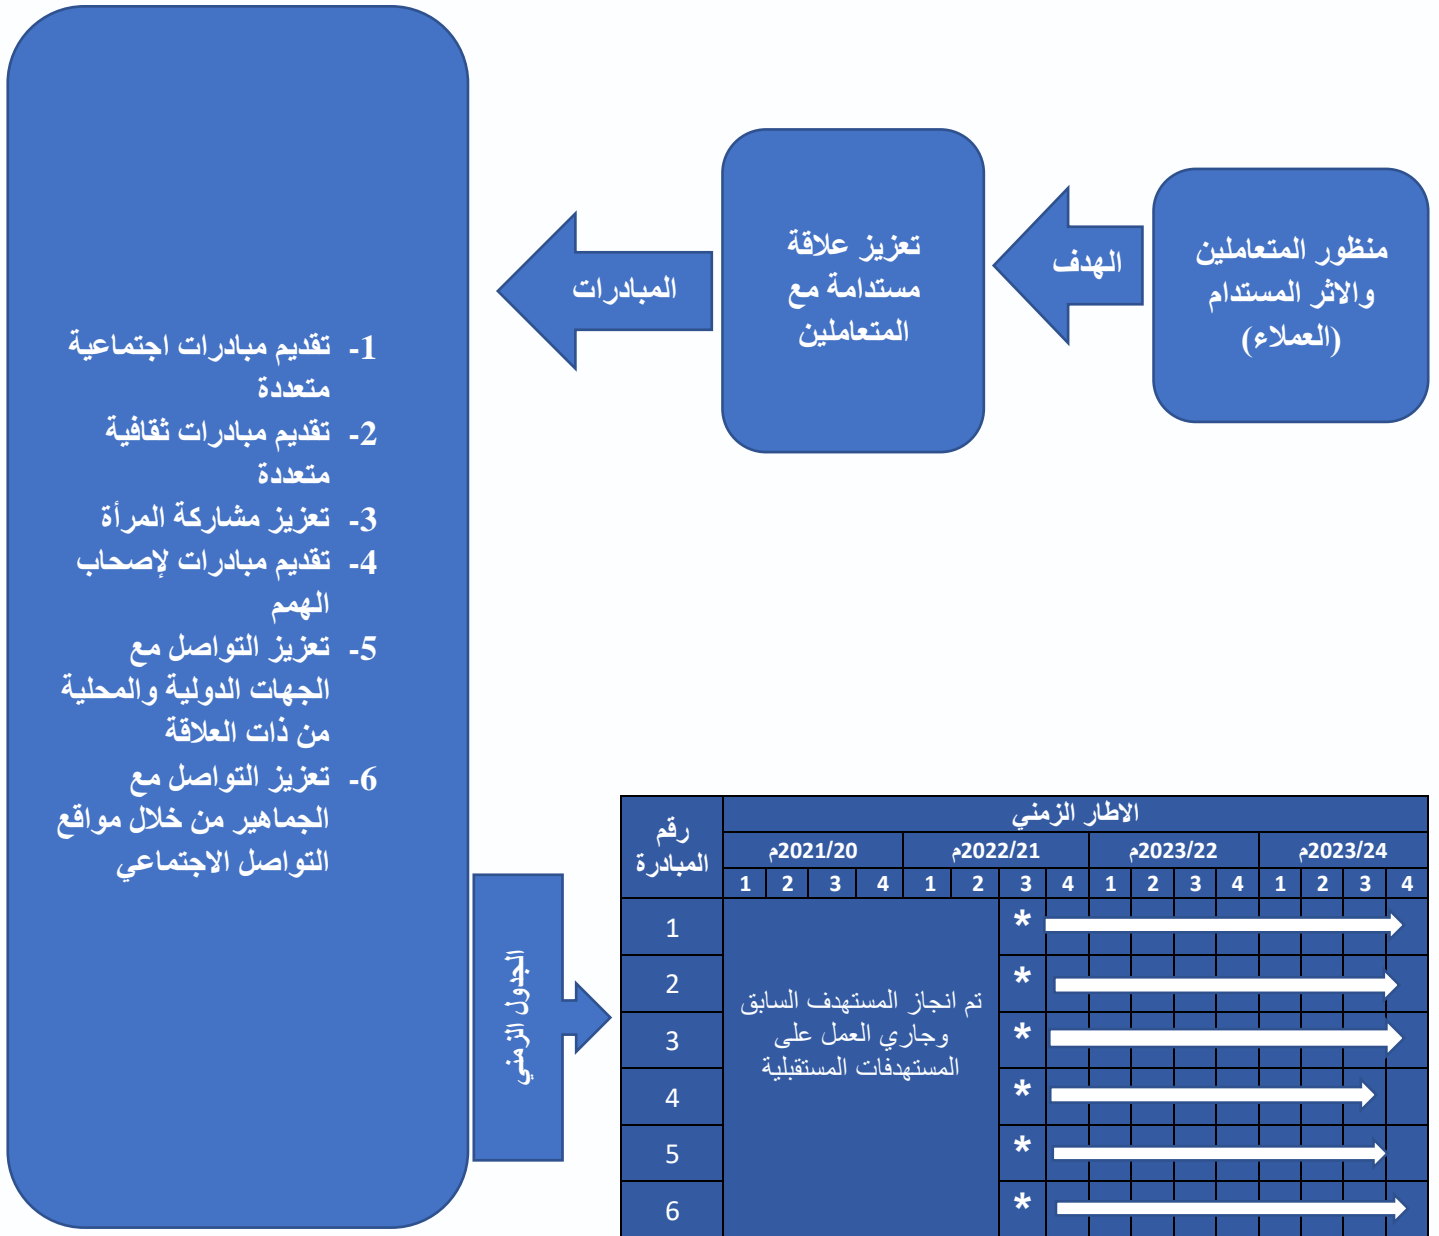 منظور المتعاملين
والاثر المستدام
(العملاء)
الهدف
تعزيز علاقة
مستدامة مع
المتعاملين
المبادرات
1- تقديم مبادرات اجتماعية
متعددة
2- تقديم مبادرات ثقافية
متعددة
3- تعزيز مشاركة المرأة
4- تقديم مبادرات لإصحاب
الهمم
5- تعزيز التواصل مع
الجهات الدولية والمحلية
من ذات العلاقة
6- تعزيز التواصل مع
الجماهير من خلال مواقع
التواصل الاجتماعي
الجدول الزمني
رقم
المبادرة
الاطار الزمني
2021/20م 2022/21م 2023/22م 2023/24م
1 2 3 4 1 2 3 4 1 2 3 4 1 2 3 4
1 *
2 *
3 *
4 *
5 *
6 *
تم انجاز المستهدف السابق
وجاري العمل على
المستهدفات المستقبلية